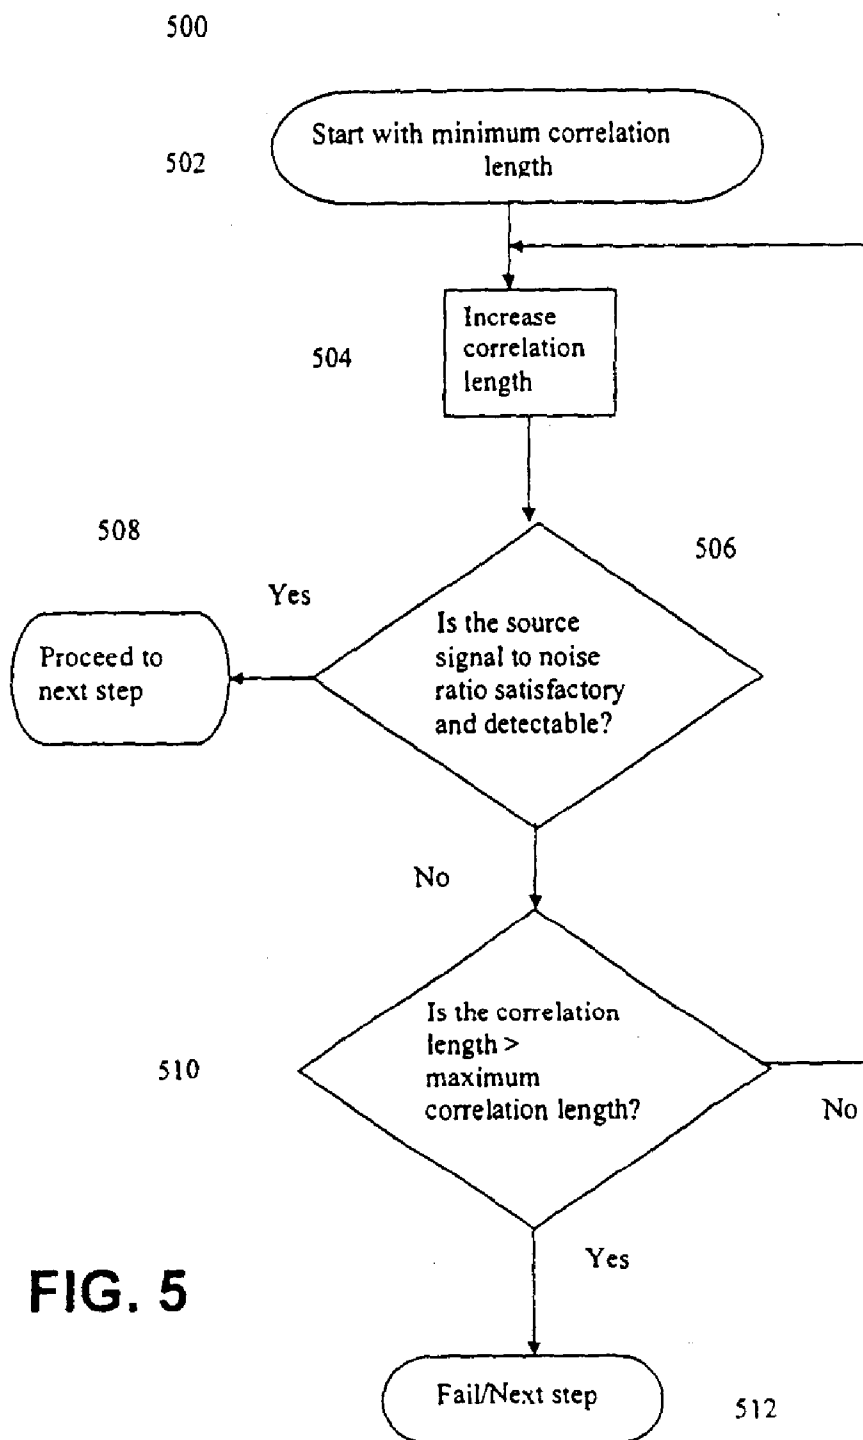 500
Start with minimum correlation
length
502
Increase
correlation
length
504
508
506
Yes
Is the source
signal to noise
ratio satisfactory
and detectable?
Proceed to
next step
No
Is the correlation
length >
maximum
correlation length?
510
No
Yes
FIG. 5
Fail/Next step
512